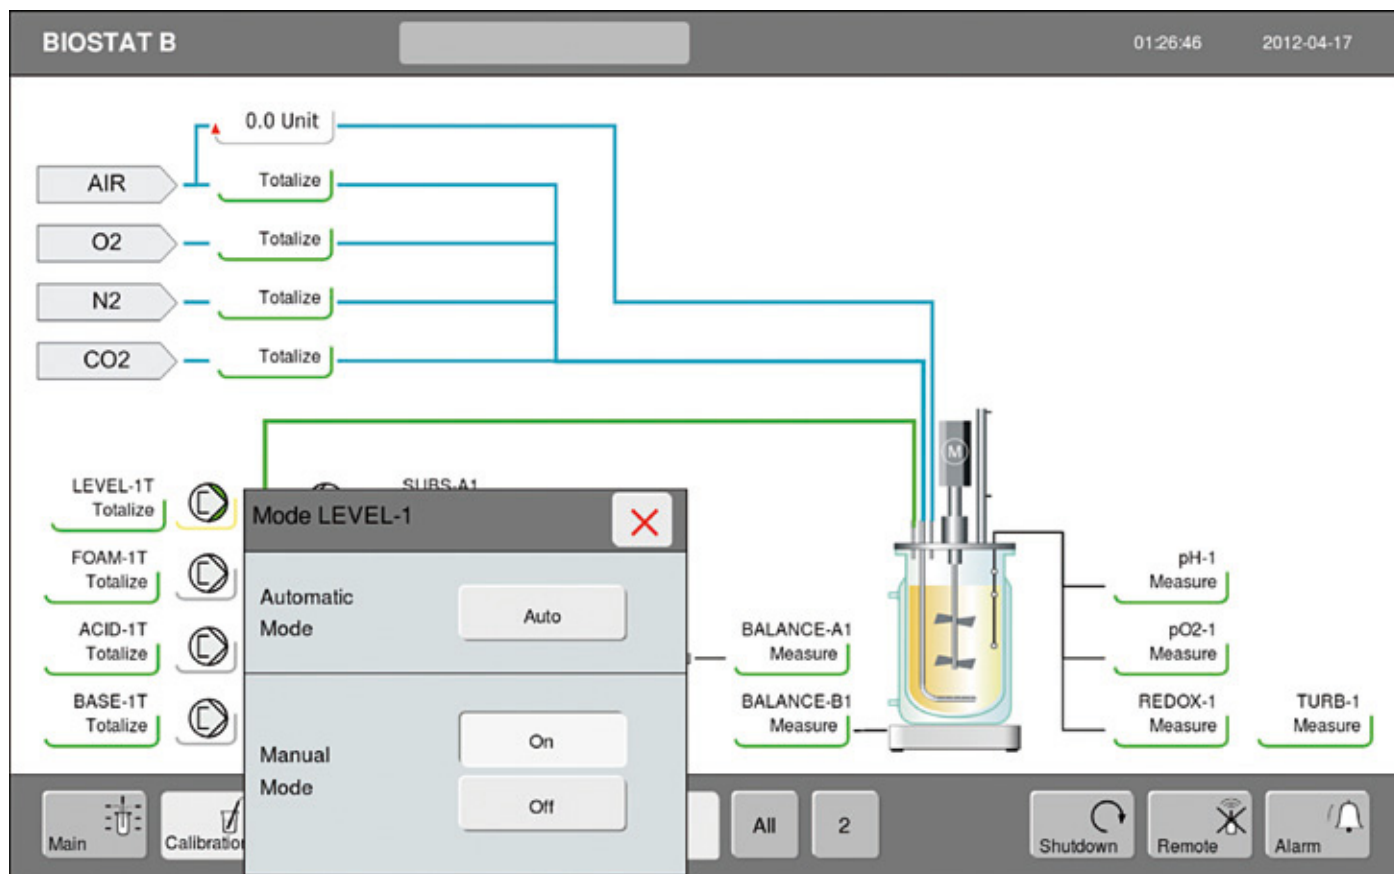 BIOSTAT B
01:26:46
2012-04-17
0.0 Unit
AIR
Totalize
O2
Totalize
N2
Totalize
CO2
Totalize
LEVEL-1T
Totalize
SUBS-A1
Mode LEVEL-1
FOAM-1T
Totalize
Automatic
Mode
Auto
ACID-1T
Totalize
BASE-1T
Totalize
Manual
Mode
On
Off
BALANCE-A1
Measure
BALANCE-B1
Measure
M
pH-1
Measure
pO2-1
Measure
REDOX-1
Measure
TURB-1
Measure
Main
Calibration
All
2
Shutdown
Remote
Alarm